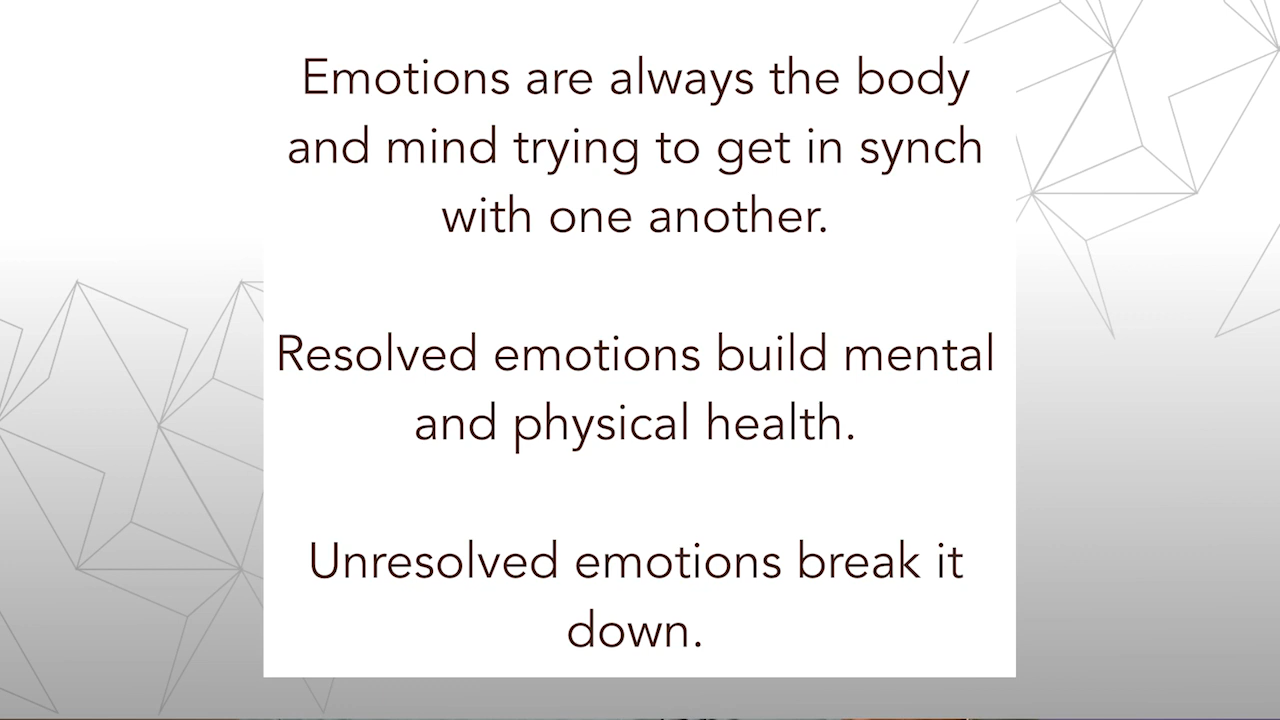 Emotions are always the body
and mind trying to get in synch
with one another.
Resolved emotions build mental
and physical health.
Unresolved emotions break it
down.